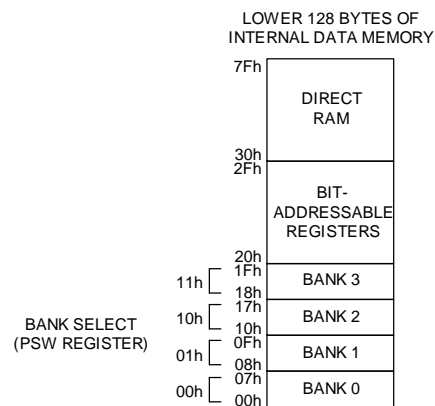 LOWER 128 BYTES OF
INTERNAL DATA MEMORY
7Fh
DIRECT
RAM
30h
2Fh
BIT-
ADDRESSABLE
REGISTERS
20h
1Fh
11h
BANK 3
18h
17h
10h
BANK 2
10h
BANK SELECT
(PSW REGISTER)
0Fh
01h
BANK 1
08h
07h
00h
BANK 0
00h